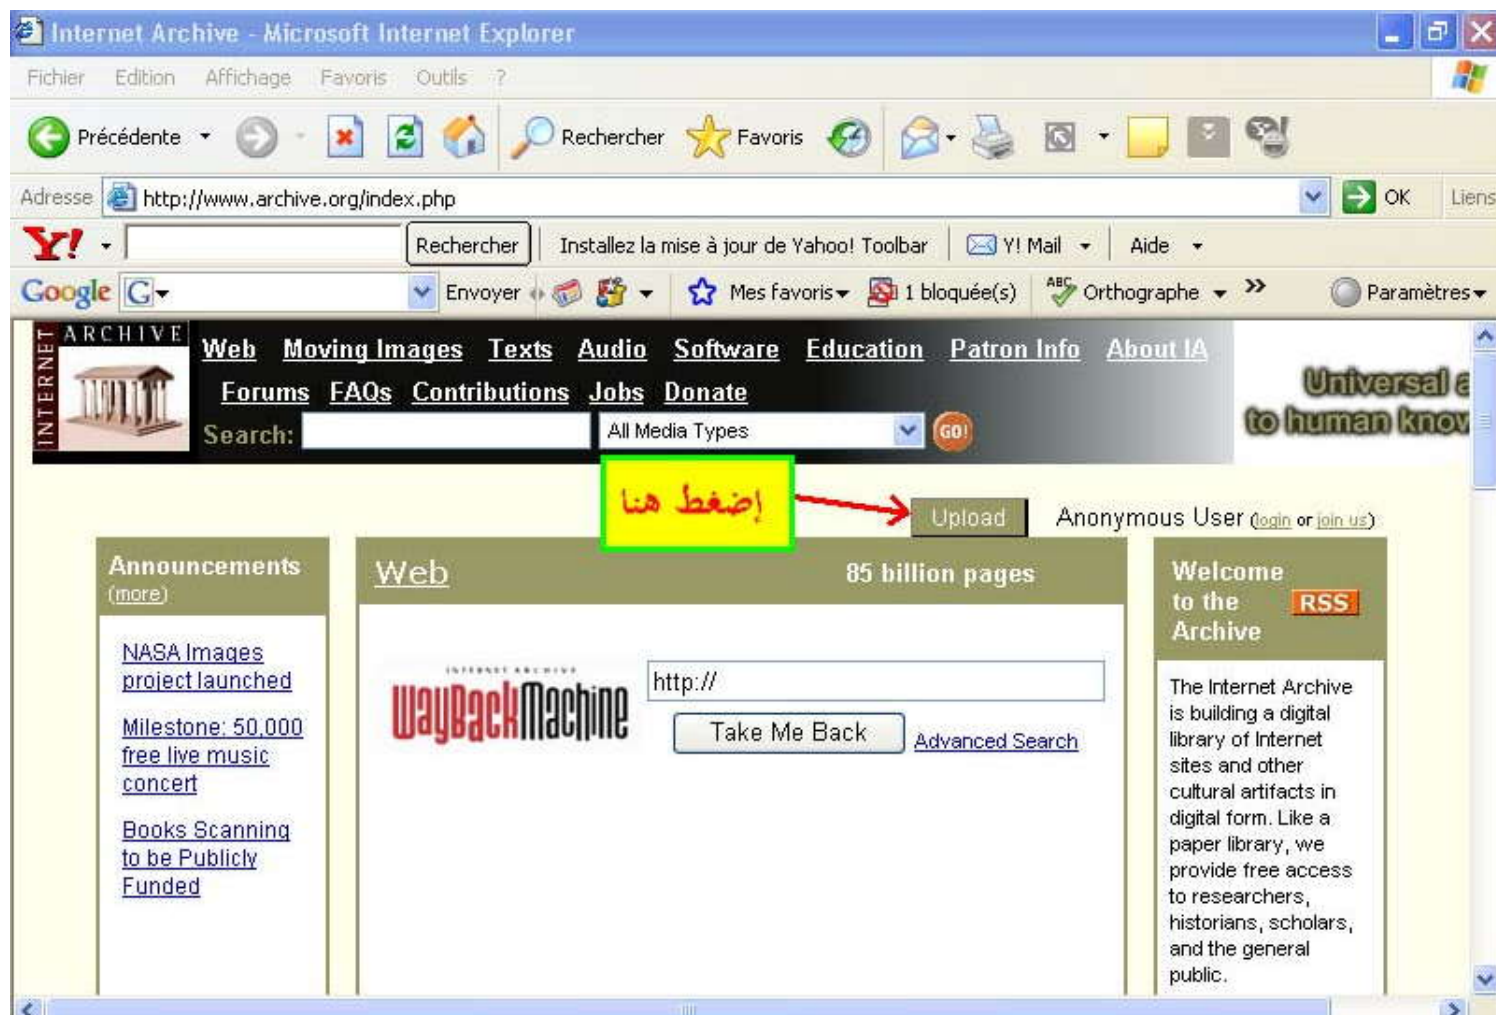 Internet Archive - Microsoft Internet Explorer
Fichier Edition Affichage Favoris Outils ?
Précédente Rechercher Favoris
Adresse http://www.archive.org/index.php OK Liens
Y! Rechercher Installez la mise à jour de Yahoo! Toolbar Y! Mail Aide
Google G Envoyer Mes favoris 1 bloquée(s) ABC Orthographe » Paramètres
INTERNET ARCHIVE
Web Moving Images Texts Audio Software Education Patron Info About IA
Forums FAQs Contributions Jobs Donate
Search: All Media Types GO!
Universal a
to human know
إضغط هنا
Upload Anonymous User (login or join us)
Announcements
(more)
NASA Images
project launched
Milestone: 50,000
free live music
concert
Books Scanning
to be Publicly
Funded
Web 85 billion pages
INTERNET ARCHIVE
WayBackMachine
http://
Take Me Back Advanced Search
Welcome
to the
Archive
RSS
The Internet Archive
is building a digital
library of Internet
sites and other
cultural artifacts in
digital form. Like a
paper library, we
provide free access
to researchers,
historians, scholars,
and the general
public.